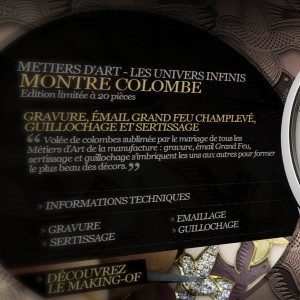 METIERS D'ART - LES UNIVERS INFINIS
MONTRE COLOMBE
Edition limitée à 20 pièces
GRAVURE, ÉMAIL GRAND FEU CHAMPLEVÉ,
GUILLOCHAGE ET SERTISSAGE
“ Volée de colombes sublimée par le mariage de tous les
Métiers d'Art de la manufacture : gravure, émail Grand Feu,
sertissage et guillochage s'imbriquent les uns aux autres pour former
le plus beau des décors. ”
> INFORMATIONS TECHNIQUES
> GRAVURE
> EMAILLAGE
> SERTISSAGE
> GUILLOCHAGE
> DÉCOUVREZ
LE MAKING-OF